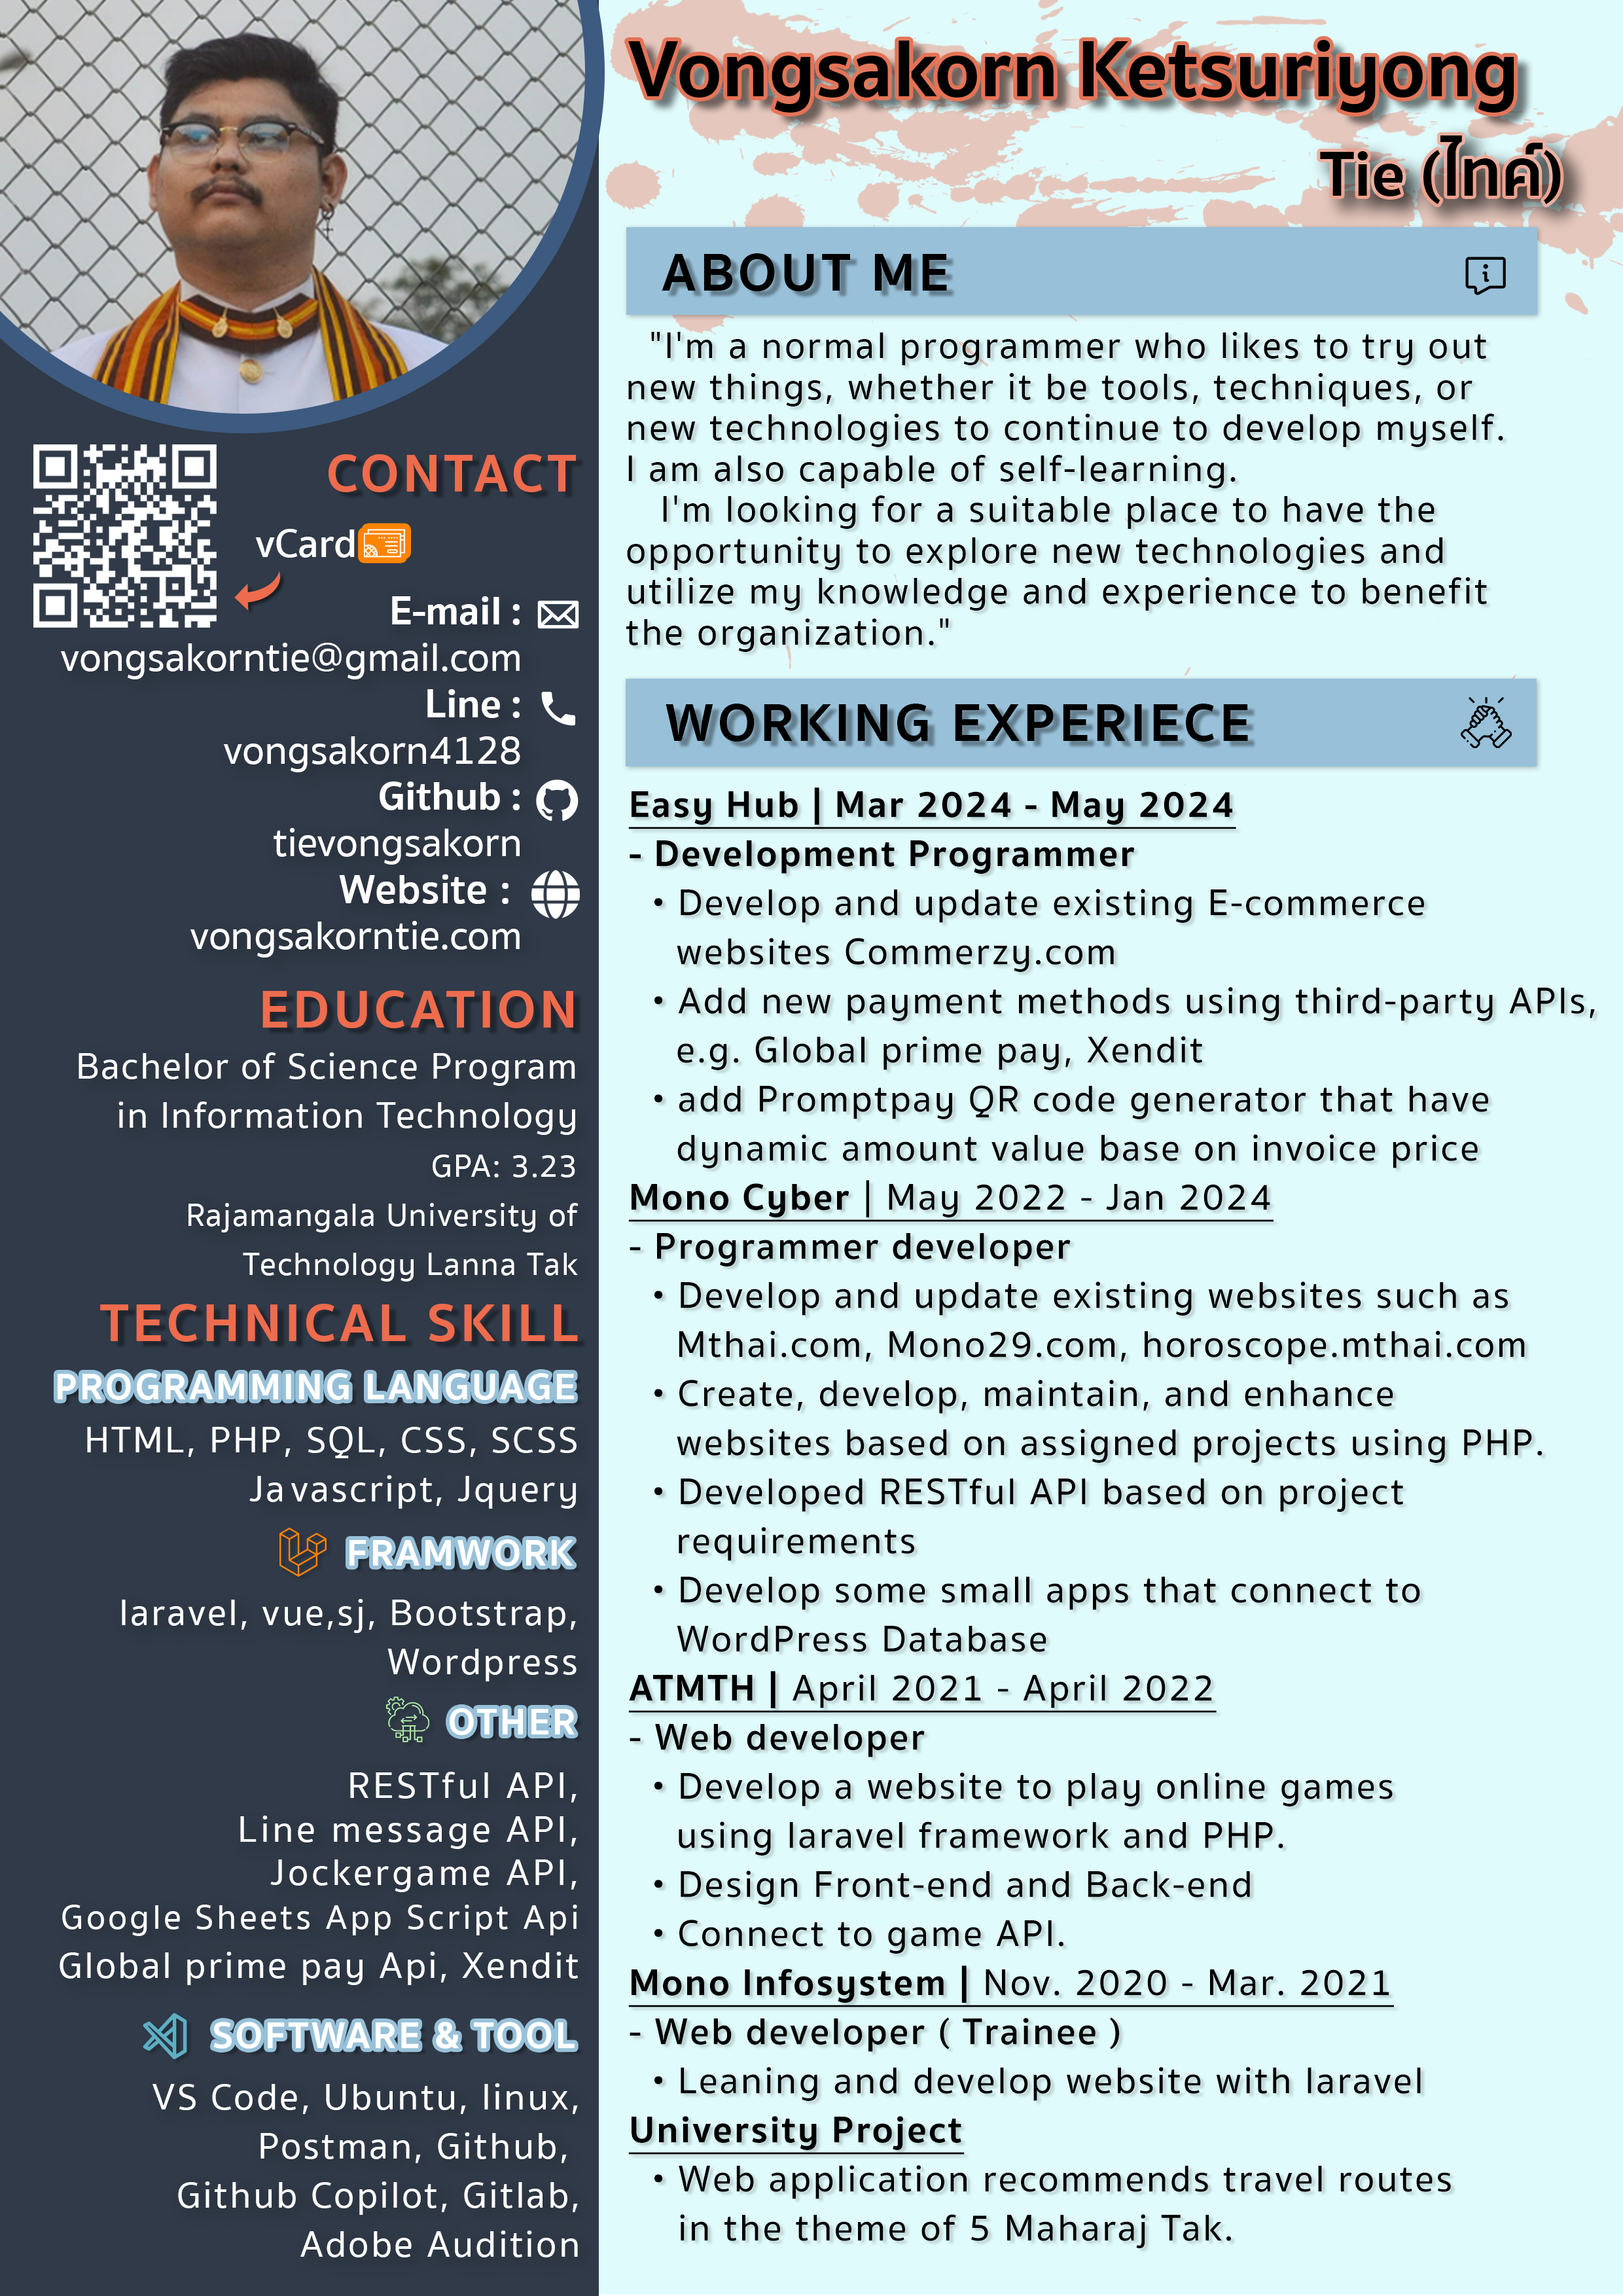 Vongsakorn Ketsuriyong
Tie (ไทค์)
CONTACT
vCard
E-mail :
vongsakorntie@gmail.com
Line :
vongsakorn4128
Github :
tievongsakorn
Website :
vongsakorntie.com
EDUCATION
Bachelor of Science Program
in Information Technology
GPA: 3.23
Rajamangala University of
Technology Lanna Tak
TECHNICAL SKILL
PROGRAMMING LANGUAGE
HTML, PHP, SQL, CSS, SCSS
Javascript, Jquery
FRAMWORK
laravel, vue,sj, Bootstrap,
Wordpress
OTHER
RESTful API,
Line message API,
Jockergame API,
Google Sheets App Script Api
Global prime pay Api, Xendit
SOFTWARE & TOOL
VS Code, Ubuntu, linux,
Postman, Github,
Github Copilot, Gitlab,
Adobe Audition
ABOUT ME
"I'm a normal programmer who likes to try out
new things, whether it be tools, techniques, or
new technologies to continue to develop myself.
I am also capable of self-learning.
I'm looking for a suitable place to have the
opportunity to explore new technologies and
utilize my knowledge and experience to benefit
the organization."
WORKING EXPERIECE
Easy Hub | Mar 2024 - May 2024
- Development Programmer
• Develop and update existing E-commerce
websites Commerzy.com
• Add new payment methods using third-party APIs,
e.g. Global prime pay, Xendit
• add Promptpay QR code generator that have
dynamic amount value base on invoice price
Mono Cyber | May 2022 - Jan 2024
- Programmer developer
• Develop and update existing websites such as
Mthai.com, Mono29.com, horoscope.mthai.com
• Create, develop, maintain, and enhance
websites based on assigned projects using PHP.
• Developed RESTful API based on project
requirements
• Develop some small apps that connect to
WordPress Database
ATMTH | April 2021 - April 2022
- Web developer
• Develop a website to play online games
using laravel framework and PHP.
• Design Front-end and Back-end
• Connect to game API.
Mono Infosystem | Nov. 2020 - Mar. 2021
- Web developer ( Trainee )
• Leaning and develop website with laravel
University Project
• Web application recommends travel routes
in the theme of 5 Maharaj Tak.